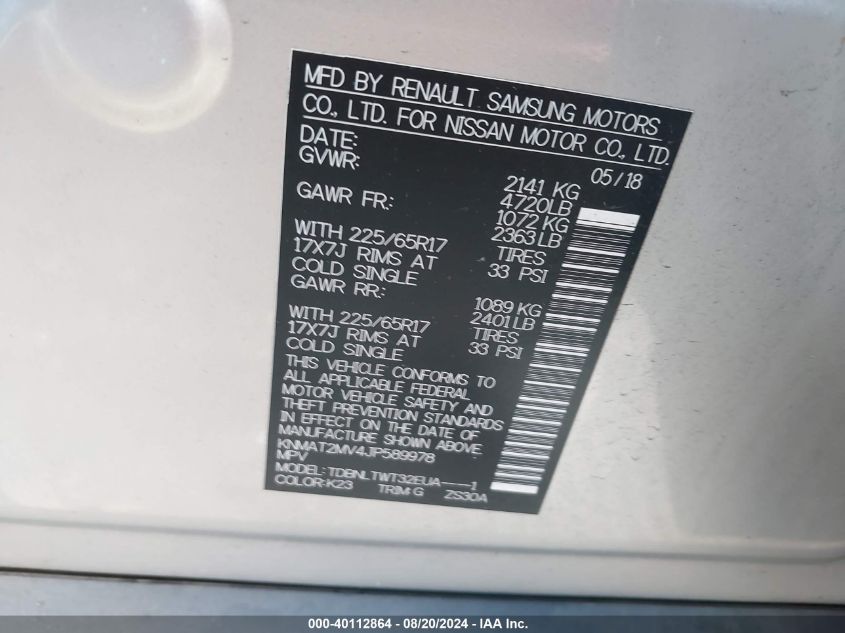 MFD BY RENAULT SAMSUNG MOTORS
CO., LTD. FOR NISSAN MOTOR CO., LTD.
DATE: 05/18
GVWR: 2141 KG
4720LB
GAWR FR: 1072 KG
2363LB
WITH 225/65R17 TIRES
17X7J RIMS AT 33 PSI
COLD SINGLE
GAWR RR: 1089 KG
2401LB
WITH 225/65R17 TIRES
17X7J RIMS AT 33 PSI
COLD SINGLE
THIS VEHICLE CONFORMS TO
ALL APPLICABLE FEDERAL
MOTOR VEHICLE SAFETY AND
THEFT PREVENTION STANDARDS
IN EFFECT ON THE DATE OF
MANUFACTURE SHOWN ABOVE.
KNMAT2MV4JP589978
MPV
MODEL: TDBNLTWT32EUA----1
COLOR:K23 TRIM:G ZS30A
000-40112864 - 08/20/2024 - IAA Inc.